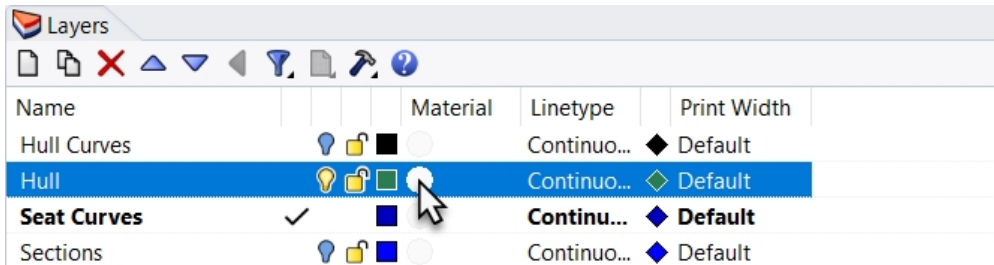 Layers
Name Material Linetype Print Width
Hull Curves Continuo... Default
Hull Continuo... Default
Seat Curves Continu... Default
Sections Continuo... Default